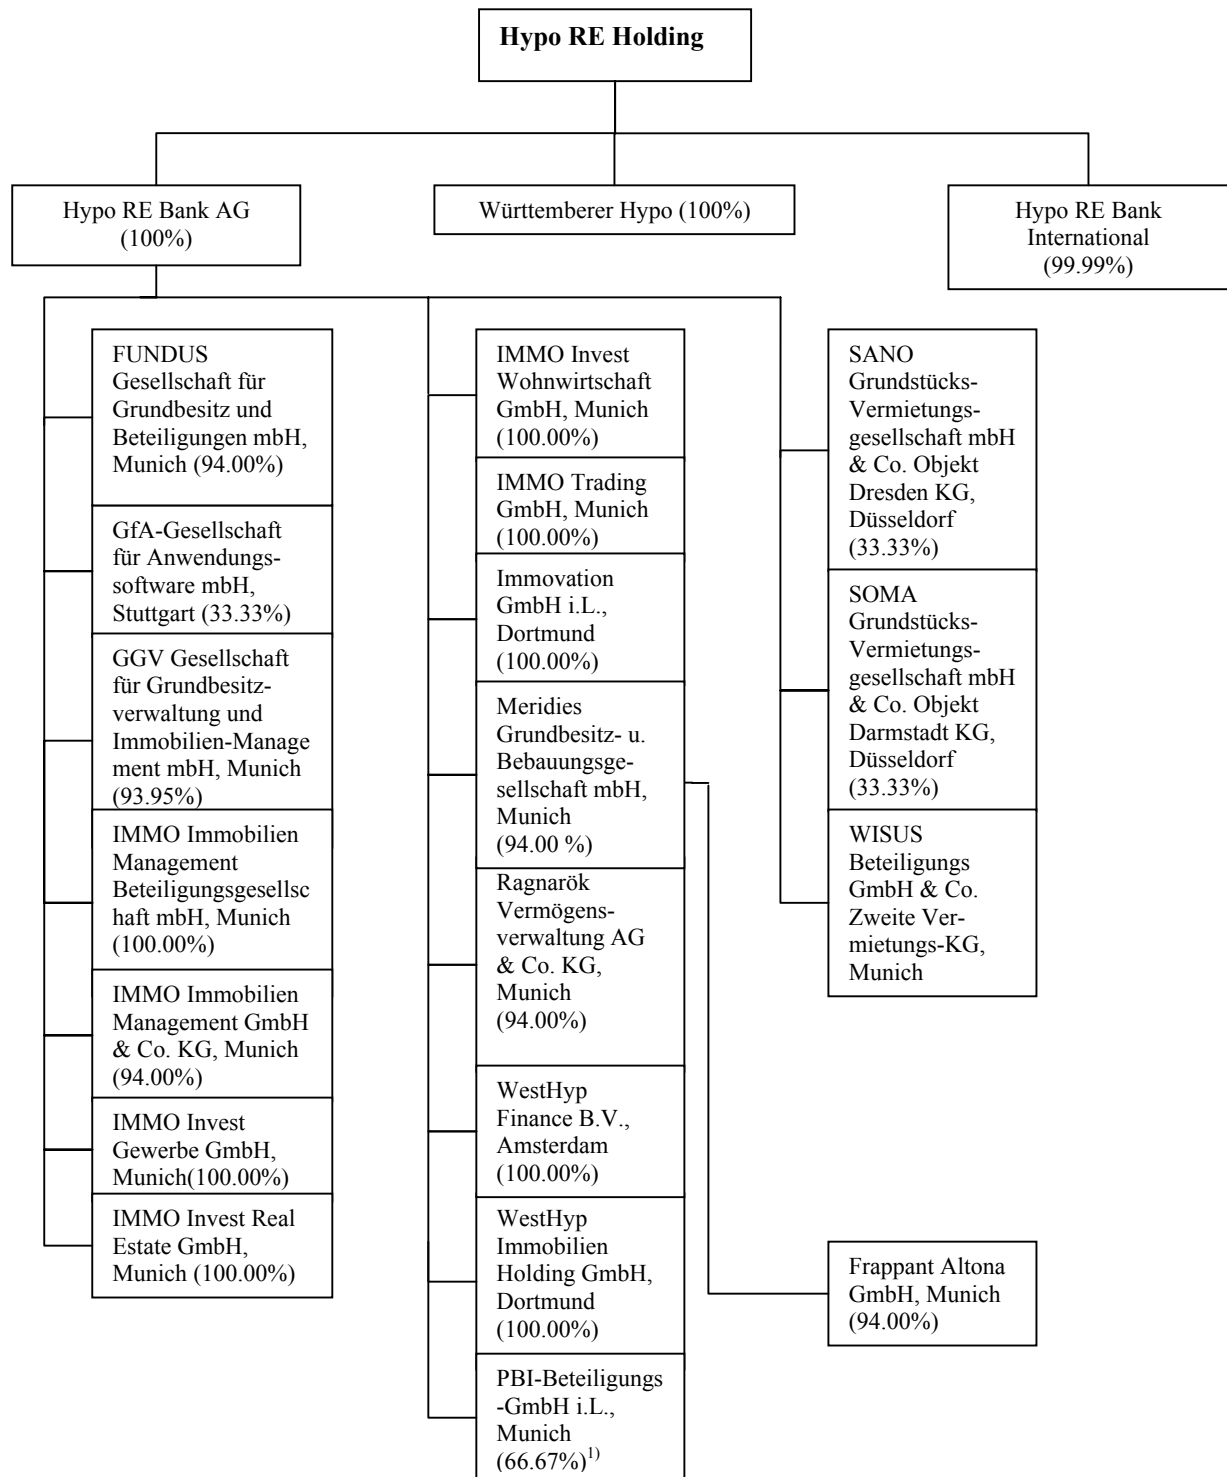 Hypo RE Holding
Hypo RE Bank AG
(100%)
Württemberer Hypo (100%)
Hypo RE Bank
International
(99.99%)
FUNDUS
Gesellschaft für
Grundbesitz und
Beteiligungen mbH,
Munich (94.00%)
GfA-Gesellschaft
für Anwendungs-
software mbH,
Stuttgart (33.33%)
GGV Gesellschaft
für Grundbesitz-
verwaltung und
Immobilien-Manage
ment mbH, Munich
(93.95%)
IMMO Immobilien
Management
Beteiligungsgesellsc
haft mbH, Munich
(100.00%)
IMMO Immobilien
Management GmbH
& Co. KG, Munich
(94.00%)
IMMO Invest
Gewerbe GmbH,
Munich(100.00%)
IMMO Invest Real
Estate GmbH,
Munich (100.00%)
IMMO Invest
Wohnwirtschaft
GmbH, Munich
(100.00%)
IMMO Trading
GmbH, Munich
(100.00%)
Immovation
GmbH i.L.,
Dortmund
(100.00%)
Meridies
Grundbesitz- u.
Bebauungsge-
sellschaft mbH,
Munich
(94.00 %)
Ragnarök
Vermögens-
verwaltung AG
& Co. KG,
Munich
(94.00%)
WestHyp
Finance B.V.,
Amsterdam
(100.00%)
WestHyp
Immobilien
Holding GmbH,
Dortmund
(100.00%)
PBI-Beteiligungs
-GmbH i.L.,
Munich
(66.67%)1)
SANO
Grundstücks-
Vermietungs-
gesellschaft mbH
& Co. Objekt
Dresden KG,
Düsseldorf
(33.33%)
SOMA
Grundstücks-
Vermietungs-
gesellschaft mbH
& Co. Objekt
Darmstadt KG,
Düsseldorf
(33.33%)
WISUS
Beteiligungs
GmbH & Co.
Zweite Ver-
mietungs-KG,
Munich
Frappant Altona
GmbH, Munich
(94.00%)